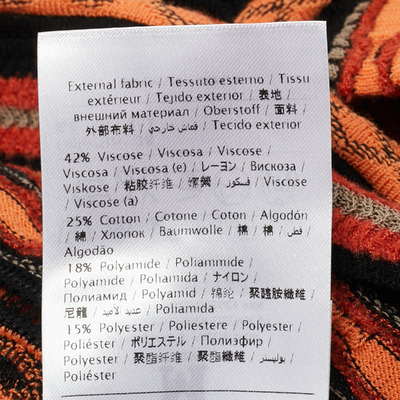 External fabric / Tessuto esterno / Tissu
extérieur / Tejido exterior / 表地 /
внешний материал / Oberstoff / 面料 /
外部布料 / قماش خارجي / Tecido exterior
42% Viscose / Viscosa / Viscose /
Viscosa / Viscosa (e) / レーヨン / Вискоза /
Viskose / 粘胶纤维 / 嫘縈 / فسكوز / Viscose
/ Viscose (a)
25% Cotton / Cotone / Coton / Algodón
/ 綿 / Хлопок / Baumwolle / 棉 / 棉 / قطن /
Algodão
18% Polyamide / Poliammide /
Polyamide / Poliamida / ナイロン /
Полиамид / Polyamid / 锦纶 / 聚醯胺纖維 /
尼龍 / عديد الأميد / Poliamida
15% Polyester / Poliestere / Polyester /
Poliéster / ポリエステル / Полиэфир /
Polyester / 聚酯纤维 / 聚酯纖維 / بوليستر /
Poliéster